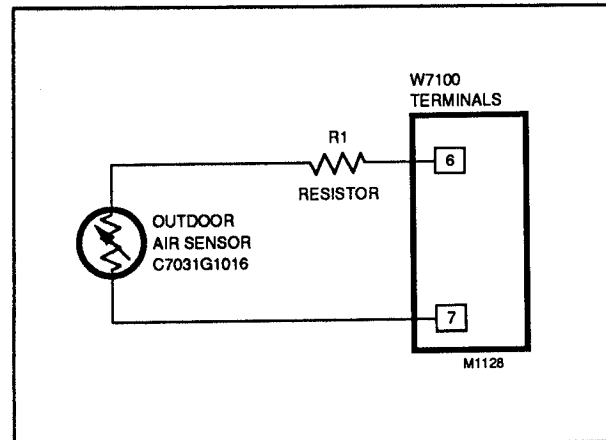 W7100
TERMINALS
R1
6
RESISTOR
OUTDOOR
AIR SENSOR
C7031G1016
7
M1128